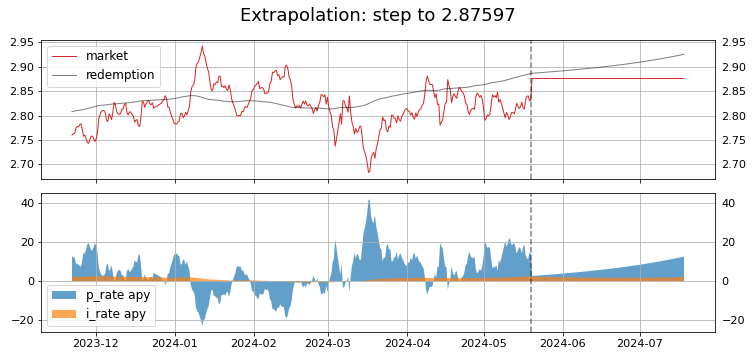 Extrapolation: step to 2.87597
2.95 2.95
2.90 2.90
2.85 2.85
2.80 2.80
2.75 2.75
2.70 2.70
market
redemption
40 40
20 20
0 0
−20 −20
p_rate apy
i_rate apy
2023-12 2024-01 2024-02 2024-03 2024-04 2024-05 2024-06 2024-07